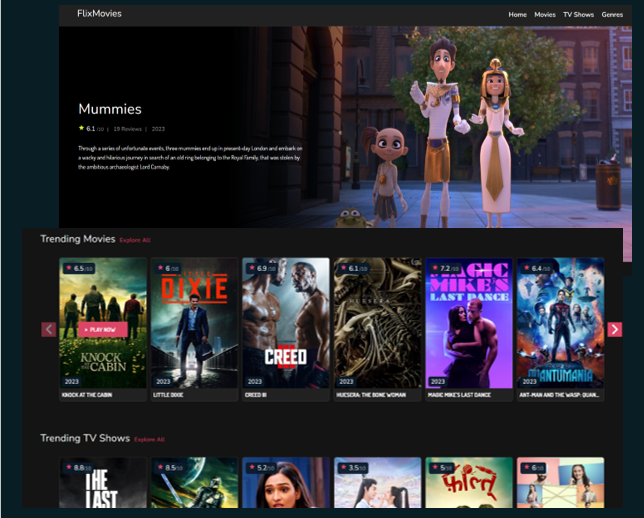 FlixMovies
Home Movies TV Shows Genres
Mummies
6.1 /10 | 19 Reviews | 2023
Through a series of unfortunate events, three mummies end up in present-day London and embark on
a wacky and hilarious journey in search of an old ring belonging to the Royal Family, that was stolen by
the ambitious archaeologist Lord Carnaby.
Trending Movies Explore All
6.5 /10
6 /10
6.9 /10
6.1 /10
7.2 /10
6.4 /10
PLAY NOW
KNOCK AT THE CABIN
LITTLE DIXIE
CREED III
HUESERA
MAGIC MIKE'S LAST DANCE
QUANTUMANIA
2023
2023
2023
2023
2023
2023
KNOCK AT THE CABIN
LITTLE DIXIE
CREED III
HUESERA: THE BONE WOMAN
MAGIC MIKE'S LAST DANCE
ANT-MAN AND THE WASP: QUAN...
Trending TV Shows Explore All
8.8 /10
8.5 /10
5.2 /10
3.5 /10
5 /10
6 /10
THE
LAST
फालतू